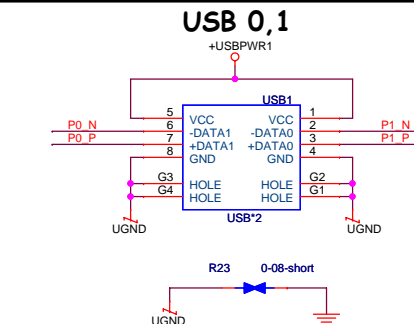 USB 0,1
+USBPWR1
USB1
5 VCC VCC 1
P0_N 6 -DATA1 -DATA0 2 P1_N
P0_P 7 +DATA1 +DATA0 3 P1_P
8 GND GND 4
G3 HOLE HOLE G2
G4 HOLE HOLE G1
USB*2
UGND UGND
R23 0-08-short
UGND